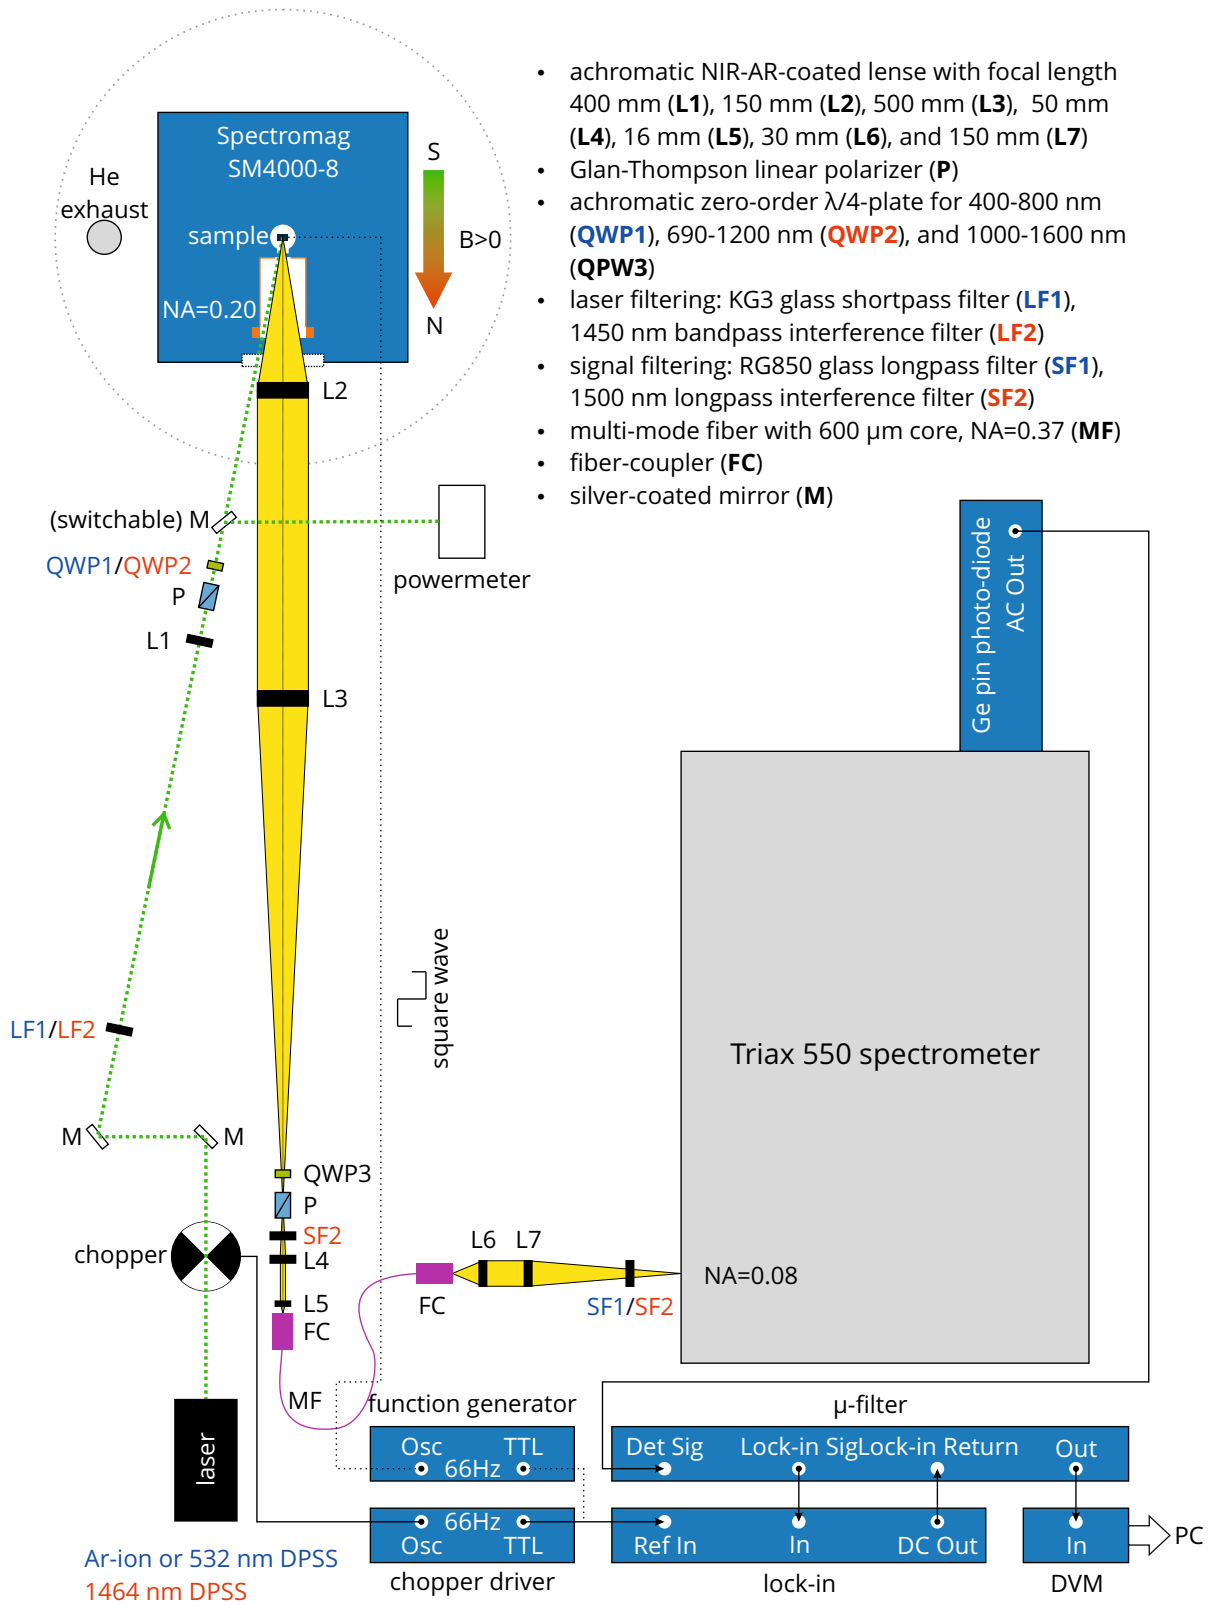 • achromatic NIR-AR-coated lense with focal length
400 mm (L1), 150 mm (L2), 500 mm (L3), 50 mm
(L4), 16 mm (L5), 30 mm (L6), and 150 mm (L7)
• Glan-Thompson linear polarizer (P)
• achromatic zero-order λ/4-plate for 400-800 nm
(QWP1), 690-1200 nm (QWP2), and 1000-1600 nm
(QPW3)
• laser filtering: KG3 glass shortpass filter (LF1),
1450 nm bandpass interference filter (LF2)
• signal filtering: RG850 glass longpass filter (SF1),
1500 nm longpass interference filter (SF2)
• multi-mode fiber with 600 μm core, NA=0.37 (MF)
• fiber-coupler (FC)
• silver-coated mirror (M)
Spectromag
SM4000-8
He
exhaust
sample
NA=0.20
S
B>0
N
L2
(switchable) M
QWP1/QWP2
P
L1
powermeter
L3
Ge pin photo-diode
AC Out
square wave
Triax 550 spectrometer
LF1/LF2
M
M
QWP3
P
SF2
chopper
L4
L5
FC
L6
L7
FC
SF1/SF2
NA=0.08
MF
laser
Ar-ion or 532 nm DPSS
1464 nm DPSS
function generator
Osc
TTL
66Hz
66Hz
Osc
TTL
chopper driver
μ-filter
Det Sig
Lock-in Sig
Lock-in Return
Out
Ref In
In
DC Out
lock-in
In
DVM
PC